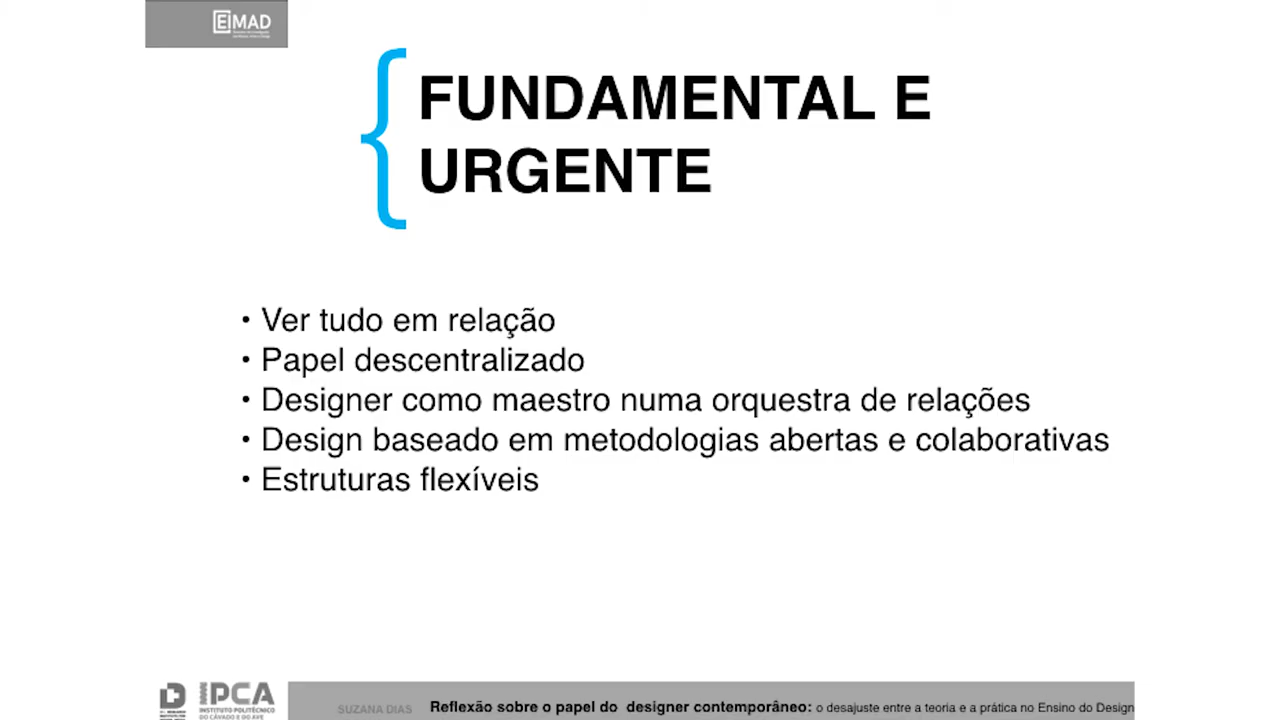 EIMAD
FUNDAMENTAL E
URGENTE
• Ver tudo em relação
• Papel descentralizado
• Designer como maestro numa orquestra de relações
• Design baseado em metodologias abertas e colaborativas
• Estruturas flexíveis
IPCA
INSTITUTO POLITÉCNICO
DO CÁVADO E DO AVE
SUZANA DIAS Reflexão sobre o papel do designer contemporâneo: o desajuste entre a teoria e a prática no Ensino do Design